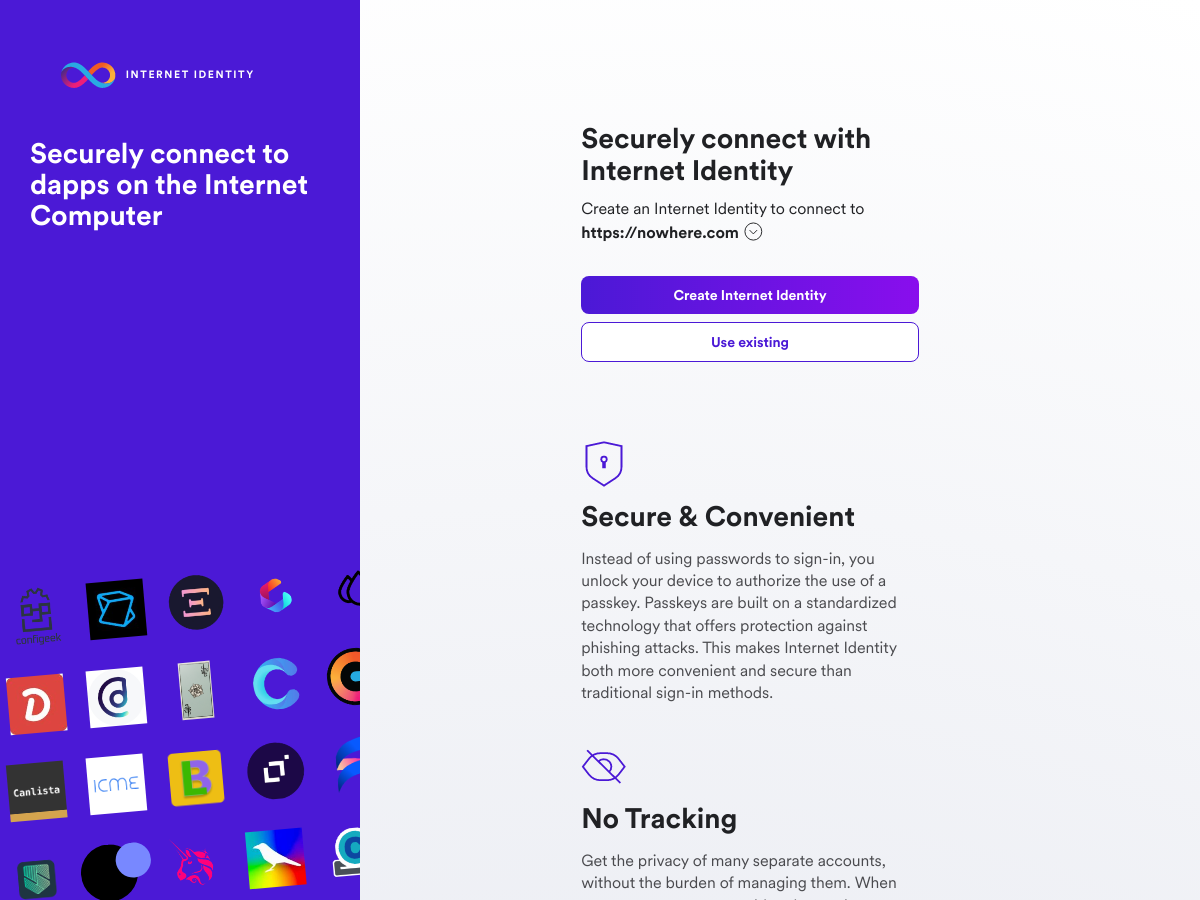 INTERNET IDENTITY
Securely connect to
dapps on the Internet
Computer
Canlista
ICME
Securely connect with
Internet Identity
Create an Internet Identity to connect to
https://nowhere.com
Create Internet Identity
Use existing
Secure & Convenient
Instead of using passwords to sign-in, you
unlock your device to authorize the use of a
passkey. Passkeys are built on a standardized
technology that offers protection against
phishing attacks. This makes Internet Identity
both more convenient and secure than
traditional sign-in methods.
No Tracking
Get the privacy of many separate accounts,
without the burden of managing them. When